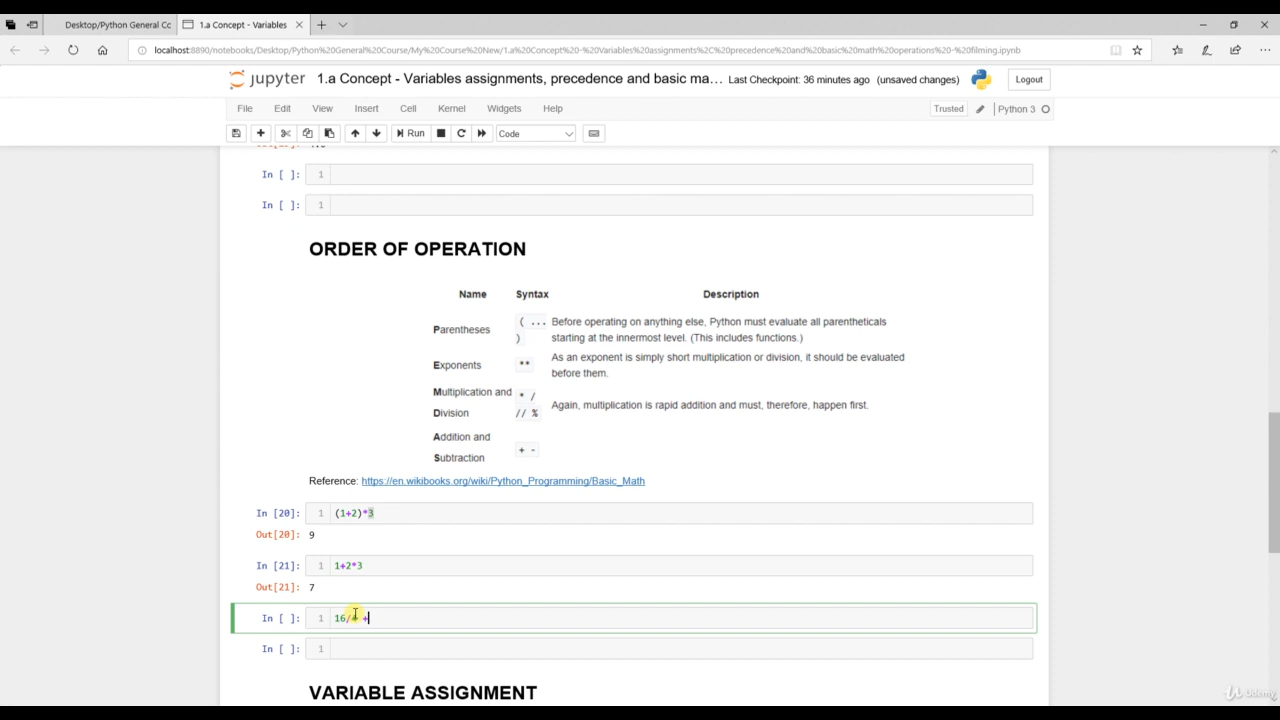 Desktop/Python General Cc
1.a Concept - Variables
localhost:8890/notebooks/Desktop/Python%20General%20Course/My%20Course%20New/1.a%20Concept%20-%20Variables%20assignments%2C%20precedence%20and%20basic%20math%20operations%20-%20filming.ipynb
jupyter 1.a Concept - Variables assignments, precedence and basic ma... Last Checkpoint: 36 minutes ago (unsaved changes) Logout
File Edit View Insert Cell Kernel Widgets Help Trusted Python 3
Run Code
In [ ]: 1
In [ ]: 1
ORDER OF OPERATION
Name Syntax Description
Parentheses ( ... ) Before operating on anything else, Python must evaluate all parentheticals
starting at the innermost level. (This includes functions.)
Exponents ** As an exponent is simply short multiplication or division, it should be evaluated
before them.
Multiplication and * /
Division // % Again, multiplication is rapid addition and must, therefore, happen first.
Addition and
Subtraction + -
Reference: https://en.wikibooks.org/wiki/Python_Programming/Basic_Math
In [20]: 1 (1+2)*3
Out[20]: 9
In [21]: 1 1+2*3
Out[21]: 7
In [ ]: 1 16/4 +
In [ ]: 1
VARIABLE ASSIGNMENT
Udemy